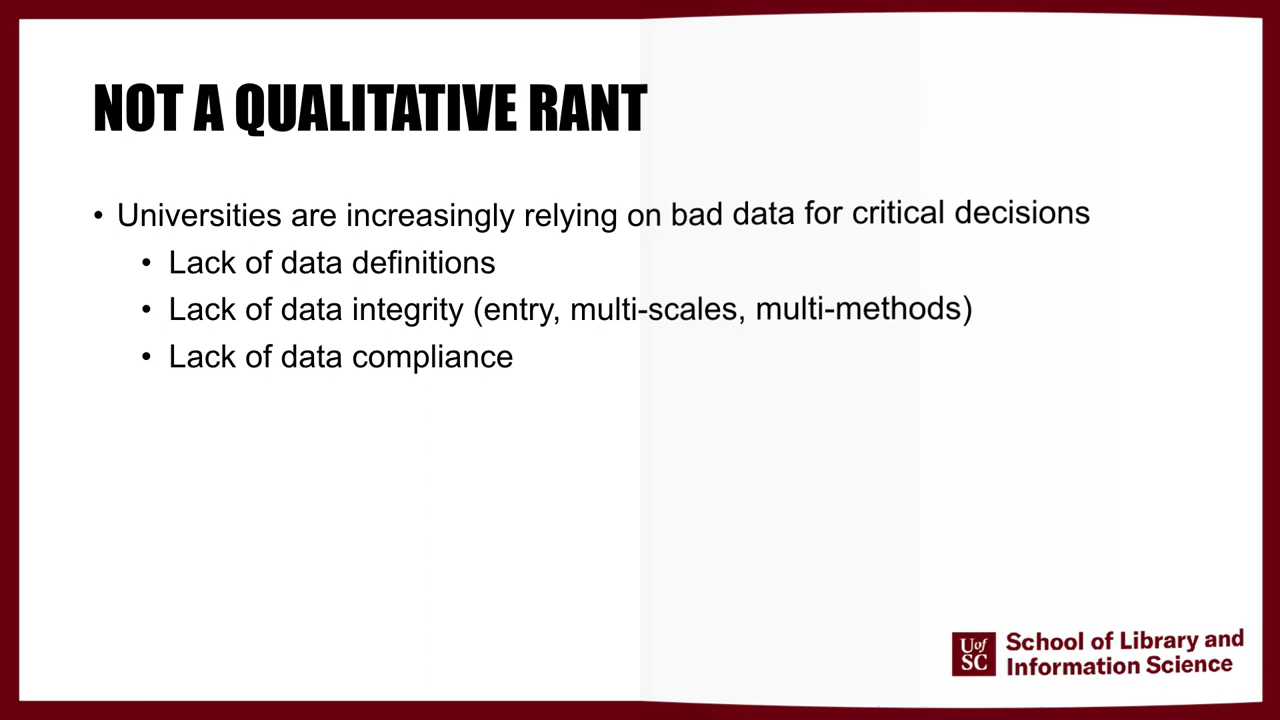 NOT A QUALITATIVE RANT
• Universities are increasingly relying on bad data for critical decisions
• Lack of data definitions
• Lack of data integrity (entry, multi-scales, multi-methods)
• Lack of data compliance
UofSC School of Library and
Information Science